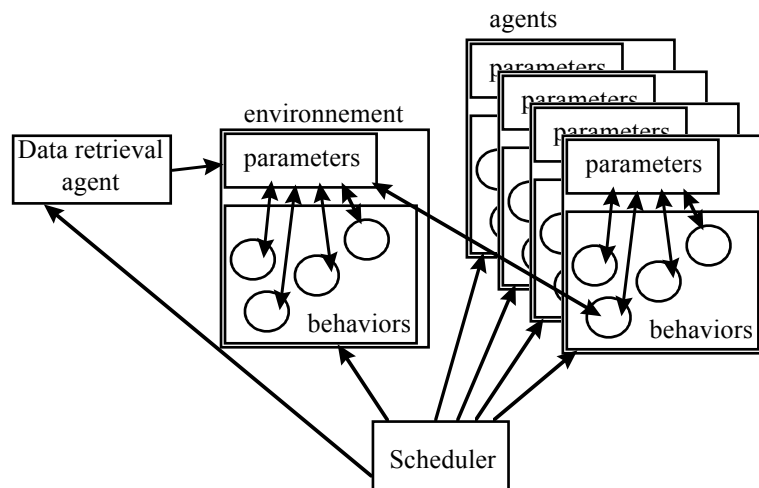 agents
parameters
parameters
parameters
parameters
environnement
parameters
Data retrieval
agent
behaviors
behaviors
Scheduler